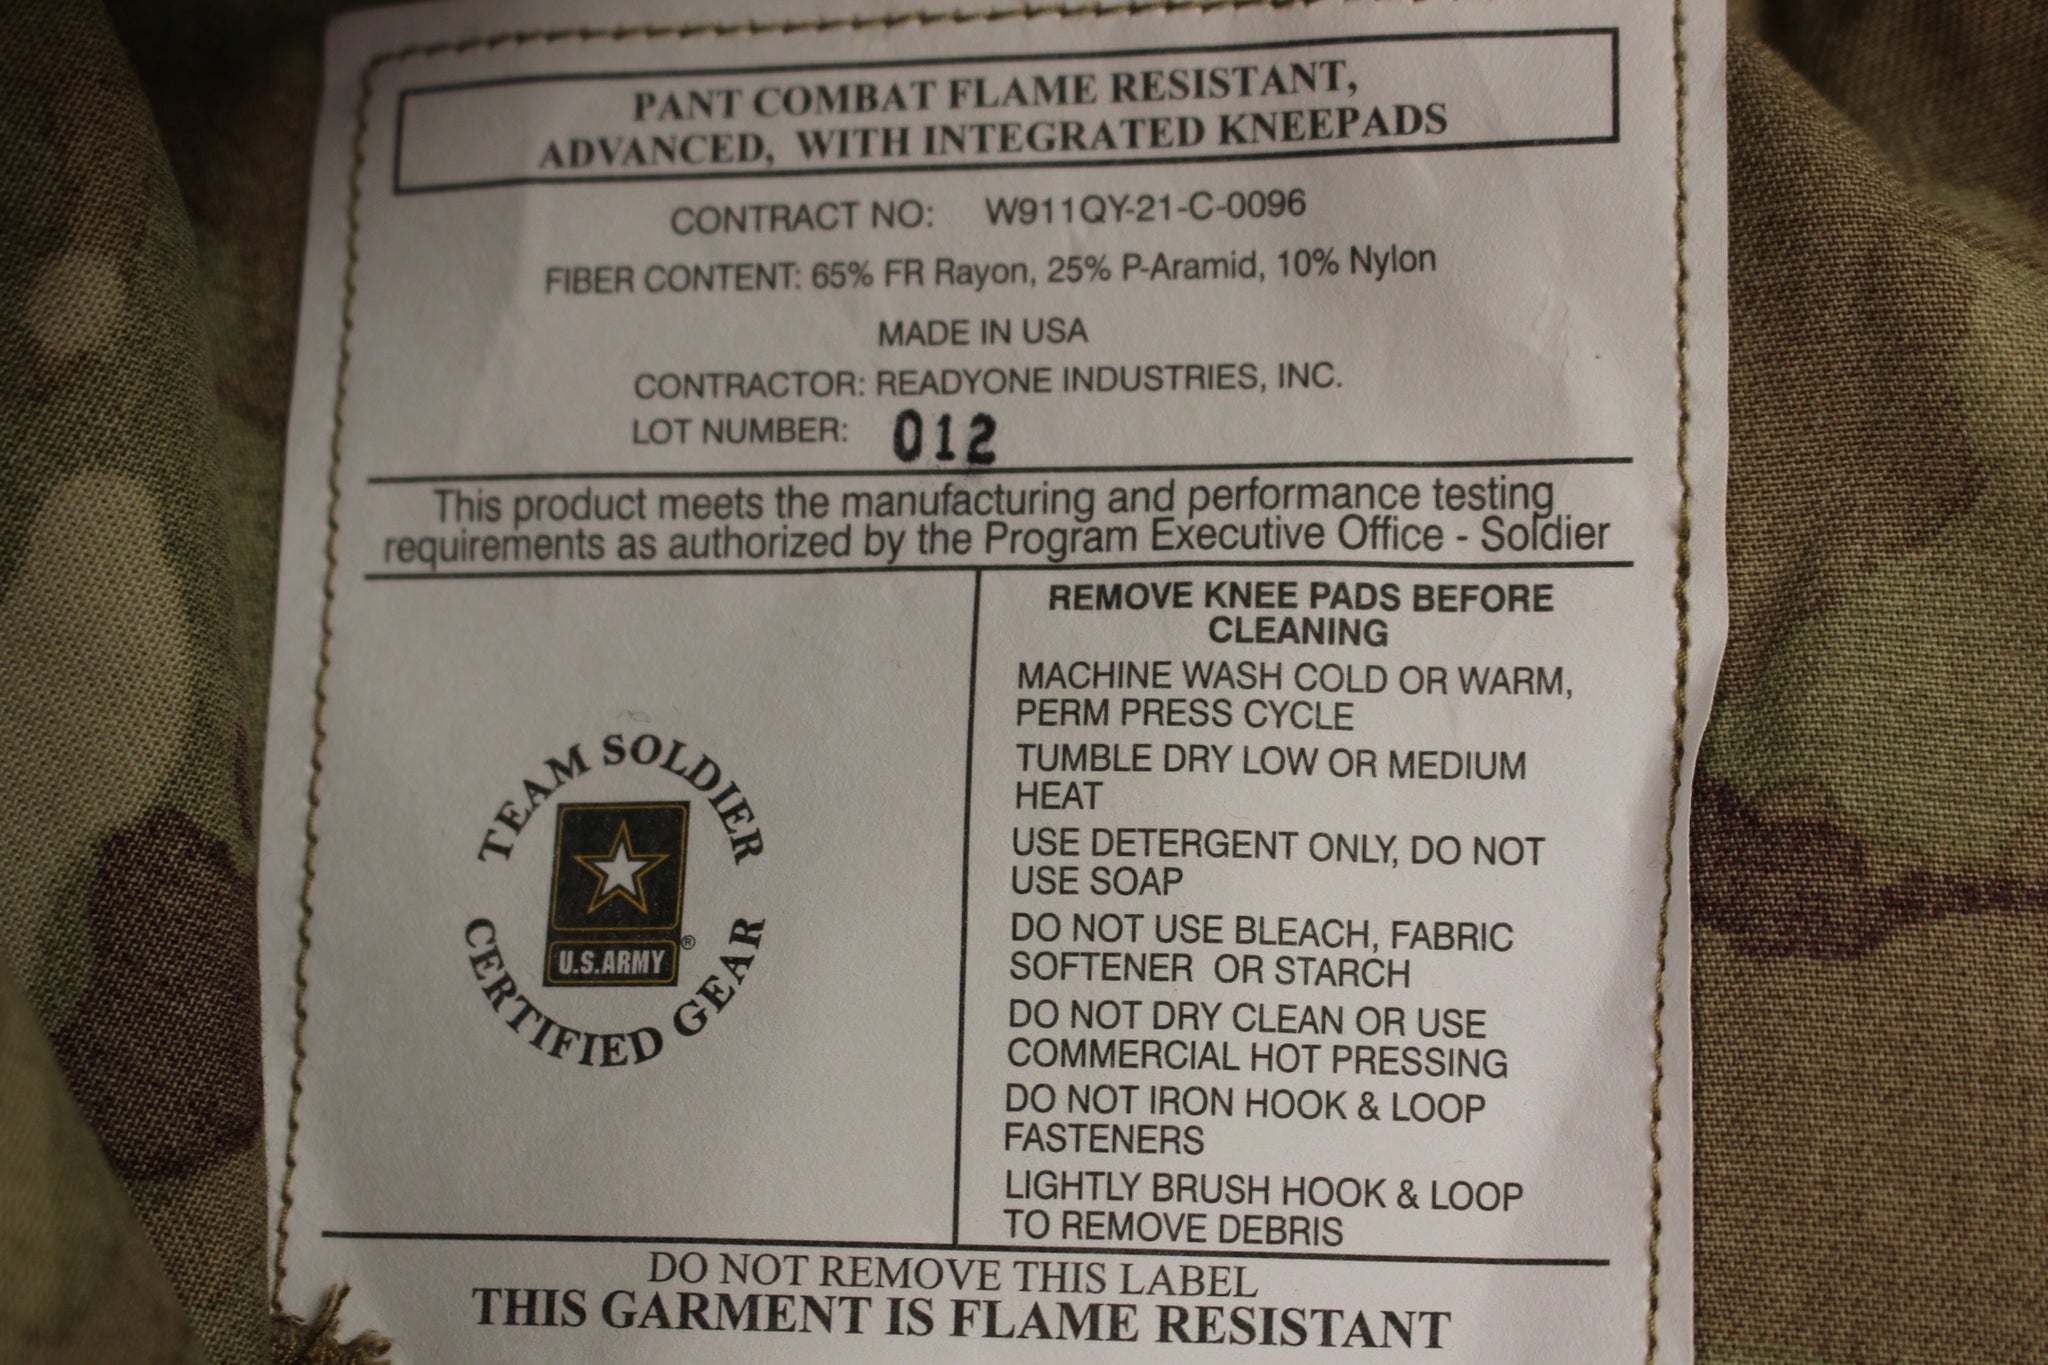 PANT COMBAT FLAME RESISTANT,
ADVANCED, WITH INTEGRATED KNEEPADS
CONTRACT NO: W911QY-21-C-0096
FIBER CONTENT: 65% FR Rayon, 25% P-Aramid, 10% Nylon
MADE IN USA
CONTRACTOR: READYONE INDUSTRIES, INC.
LOT NUMBER: 012
This product meets the manufacturing and performance testing
requirements as authorized by the Program Executive Office - Soldier
TEAM SOLDIER
U.S.ARMY®
CERTIFIED GEAR
REMOVE KNEE PADS BEFORE
CLEANING
MACHINE WASH COLD OR WARM,
PERM PRESS CYCLE
TUMBLE DRY LOW OR MEDIUM
HEAT
USE DETERGENT ONLY, DO NOT
USE SOAP
DO NOT USE BLEACH, FABRIC
SOFTENER OR STARCH
DO NOT DRY CLEAN OR USE
COMMERCIAL HOT PRESSING
DO NOT IRON HOOK & LOOP
FASTENERS
LIGHTLY BRUSH HOOK & LOOP
TO REMOVE DEBRIS
DO NOT REMOVE THIS LABEL
THIS GARMENT IS FLAME RESISTANT